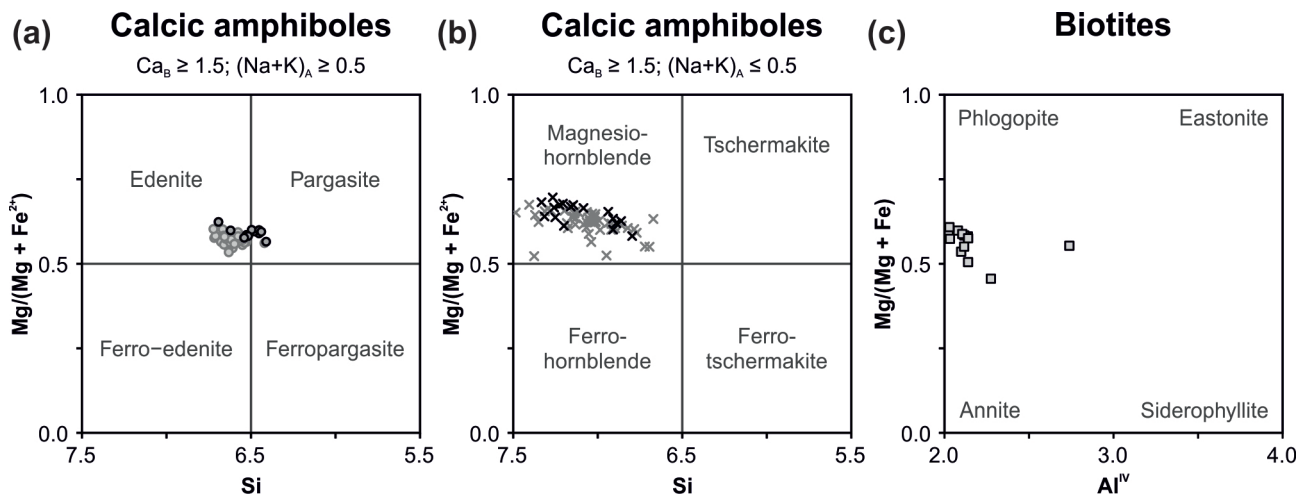 (a)
Calcic amphiboles
Ca_B ≥ 1.5; (Na+K)_A ≥ 0.5
1.0
0.5
0.0
Mg/(Mg + Fe²⁺)
Edenite
Pargasite
Ferro−edenite
Ferropargasite
7.5
6.5
5.5
Si
(b)
Calcic amphiboles
Ca_B ≥ 1.5; (Na+K)_A ≤ 0.5
1.0
0.5
0.0
Mg/(Mg + Fe²⁺)
Magnesio-
hornblende
Tschermakite
Ferro-
hornblende
Ferro-
tschermakite
7.5
6.5
5.5
Si
(c)
Biotites
1.0
0.5
0.0
Mg/(Mg + Fe)
Phlogopite
Eastonite
Annite
Siderophyllite
2.0
3.0
4.0
Al^IV